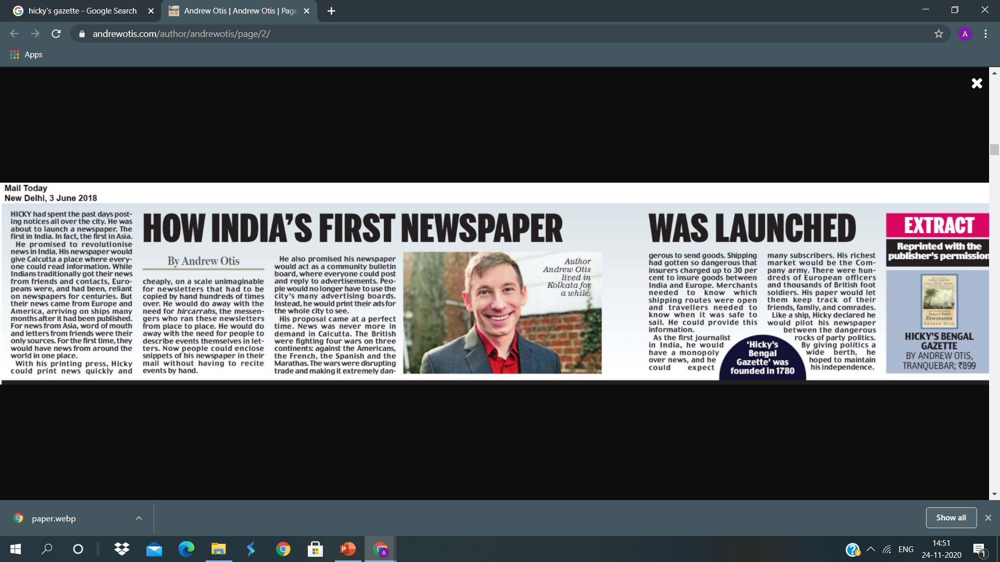 hicky's gazette - Google Search
Andrew Otis | Andrew Otis | Page
andrewotis.com/author/andrewotis/page/2/
A
Apps
Mail Today
New Delhi, 3 June 2018
HOW INDIA'S FIRST NEWSPAPER WAS LAUNCHED
HICKY had spent the past days post-
ing notices all over the city. He was
about to launch a newspaper. The
first in India. In fact, the first in Asia.
He promised to revolutionise
news in India. His newspaper would
give Calcutta a place where every-
one could read information. While
Indians traditionally got their news
from friends and contacts, Euro-
peans were, and had been, reliant
on newspapers for centuries. But
their news came from Europe and
America, arriving on ships many
months after it had been published.
For news from Asia, word of mouth
and letters from friends were their
only sources. For the first time, they
would have news from around the
world in one place.
With his printing press, Hicky
could print news quickly and
By Andrew Otis
cheaply, on a scale unimaginable
for newsletters that had to be
copied by hand hundreds of times
over. He would do away with the
need for hircarrahs, the messen-
gers who ran these newsletters
from place to place. He would do
away with the need for people to
describe events themselves in let-
ters. Now people could enclose
snippets of his newspaper in their
mail without having to recite
events by hand.
He also promised his newspaper
would act as a community bulletin
board, where everyone could post
and reply to advertisements. Peo-
ple would no longer have to use the
city's many advertising boards.
Instead, he would print their ads for
the whole city to see.
His proposal came at a perfect
time. News was never more in
demand in Calcutta. The British
were fighting four wars on three
continents: against the Americans,
the French, the Spanish and the
Marathas. The wars were disrupting
trade and making it extremely dan-
Author
Andrew Otis
lived in
Kolkata for
a while.
gerous to send goods. Shipping
had gotten so dangerous that
insurers charged up to 30 per
cent to insure goods between
India and Europe. Merchants
needed to know which
shipping routes were open
and travellers needed to
know when it was safe to
sail. He could provide this
information.
As the first journalist
in India, he would
have a monopoly
over news, and he
could expect
'Hicky's
Bengal
Gazette' was
founded in 1780
many subscribers. His richest
market would be the Com-
pany army. There were hun-
dreds of European officers
and thousands of British foot
soldiers. His paper would let
them keep track of their
friends, family, and comrades.
Like a ship, Hicky declared he
would pilot his newspaper
between the dangerous
rocks of party politics.
By giving politics a
wide berth, he
hoped to maintain
his independence.
EXTRACT
Reprinted with the
publisher's permission
INDIA'S FIRST
NEWSPAPER
ANDREW OTIS
HICKY'S BENGAL
GAZETTE
BY ANDREW OTIS,
TRANQUEBAR; ₹899
paper.webp
Show all
ENG
14:51
24-11-2020
1